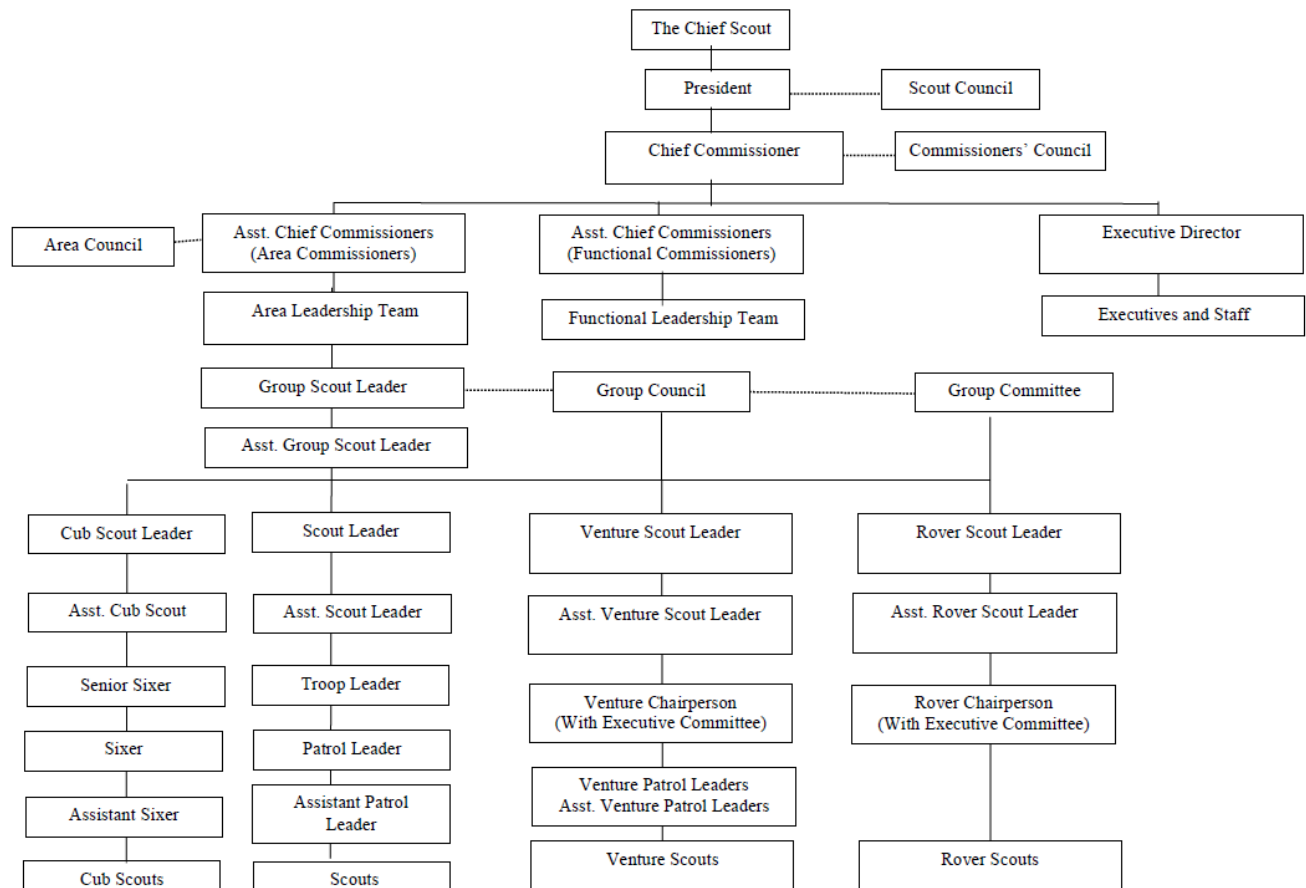 The Chief Scout
President
Scout Council
Chief Commissioner
Commissioners’ Council
Area Council
Asst. Chief Commissioners
(Area Commissioners)
Asst. Chief Commissioners
(Functional Commissioners)
Executive Director
Area Leadership Team
Functional Leadership Team
Executives and Staff
Group Scout Leader
Group Council
Group Committee
Asst. Group Scout Leader
Cub Scout Leader
Scout Leader
Venture Scout Leader
Rover Scout Leader
Asst. Cub Scout
Asst. Scout Leader
Asst. Venture Scout Leader
Asst. Rover Scout Leader
Senior Sixer
Troop Leader
Venture Chairperson
(With Executive Committee)
Rover Chairperson
(With Executive Committee)
Sixer
Patrol Leader
Venture Patrol Leaders
Asst. Venture Patrol Leaders
Assistant Sixer
Assistant Patrol
Leader
Cub Scouts
Scouts
Venture Scouts
Rover Scouts